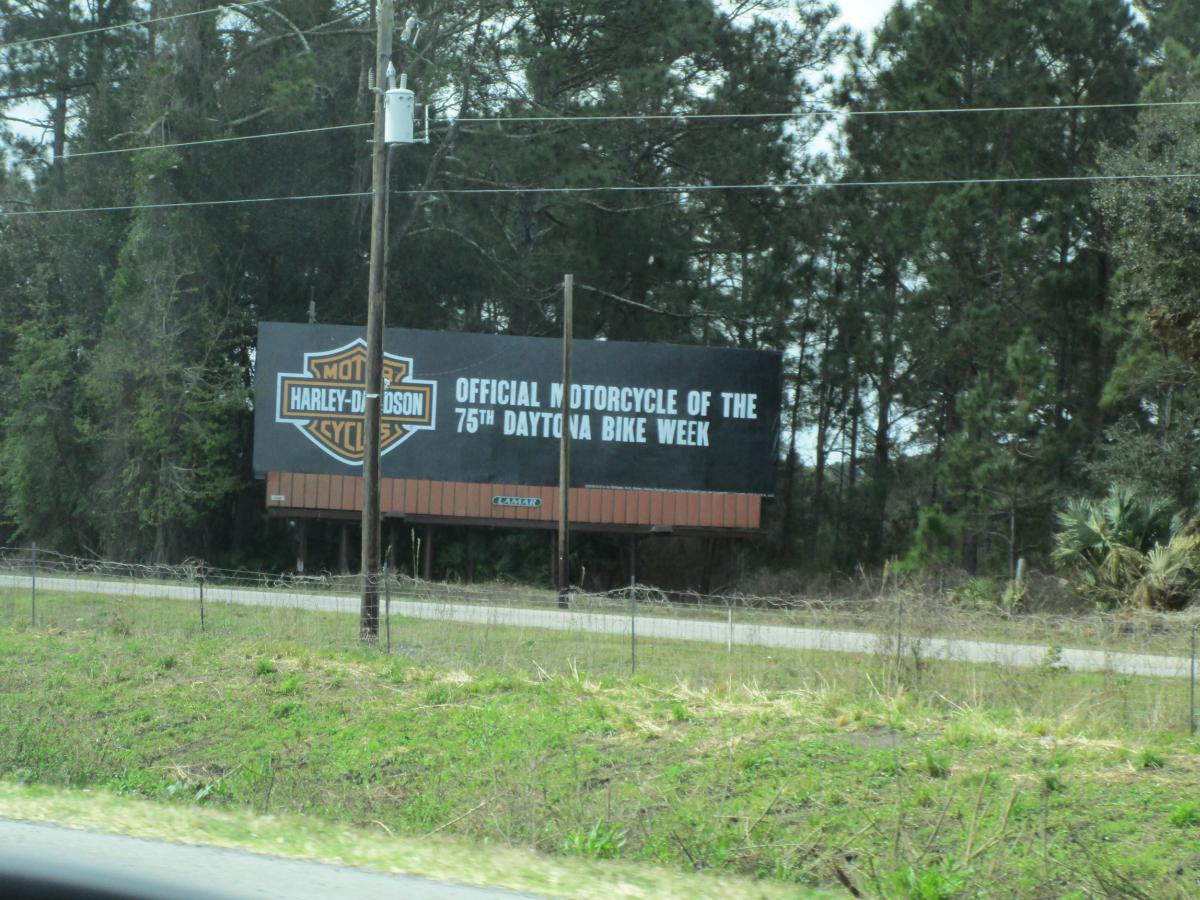 MOTOR
HARLEY-DAVIDSON
CYCLES
OFFICIAL MOTORCYCLE OF THE
75TH DAYTONA BIKE WEEK
LAMAR